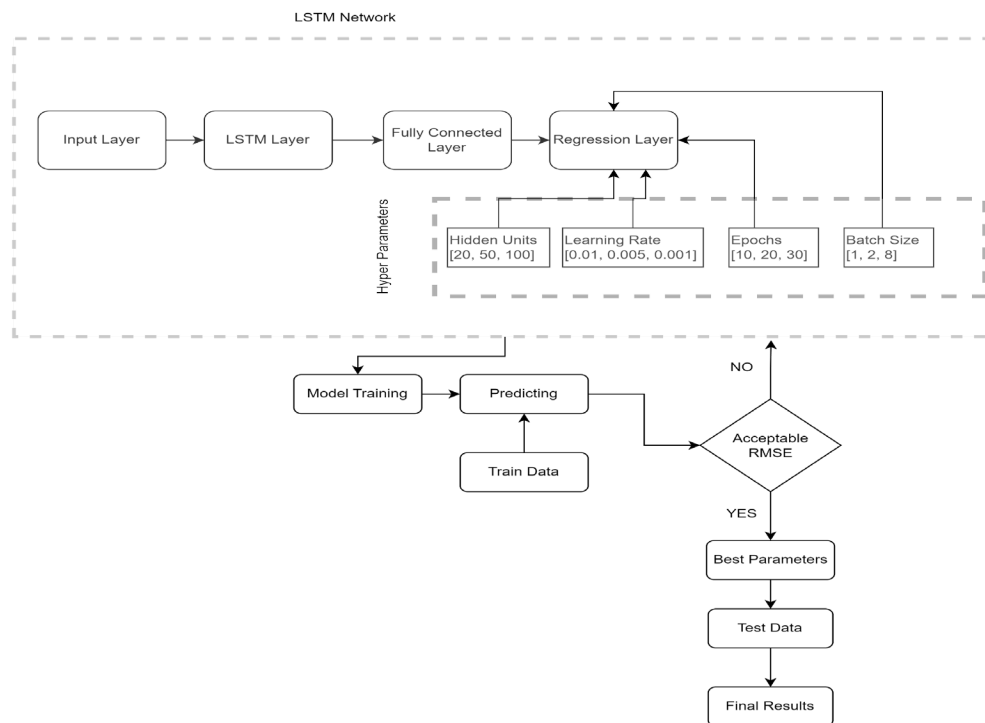 LSTM Network
Input Layer
LSTM Layer
Fully Connected
Layer
Regression Layer
Hyper Parameters
Hidden Units
[20, 50, 100]
Learning Rate
[0.01, 0.005, 0.001]
Epochs
[10, 20, 30]
Batch Size
[1, 2, 8]
Model Training
Predicting
NO
Acceptable
RMSE
Train Data
YES
Best Parameters
Test Data
Final Results